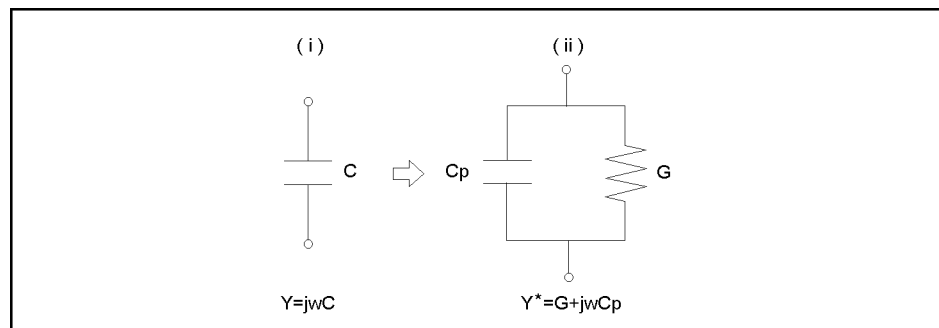 ( i )
( ii )
C
Cp
G
Y=jwC
Y*=G+jwCp